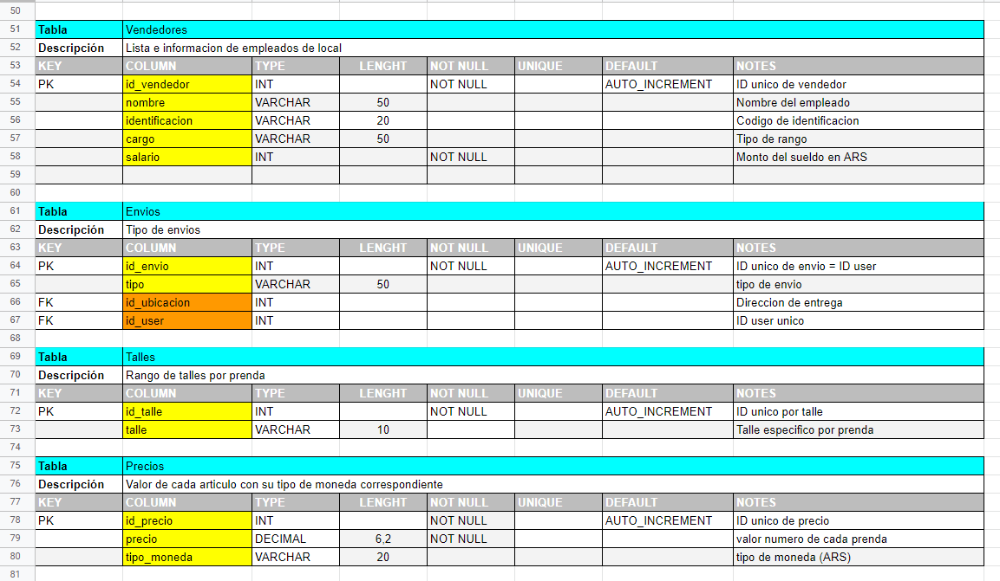 50
51 Tabla Vendedores
52 Descripción Lista e informacion de empleados de local
53 KEY COLUMN TYPE LENGHT NOT NULL UNIQUE DEFAULT NOTES
54 PK id_vendedor INT NOT NULL AUTO_INCREMENT ID unico de vendedor
55 nombre VARCHAR 50 Nombre del empleado
56 identificacion VARCHAR 20 Codigo de identificacion
57 cargo VARCHAR 50 Tipo de rango
58 salario INT NOT NULL Monto del sueldo en ARS
59
60
61 Tabla Envios
62 Descripción Tipo de envios
63 KEY COLUMN TYPE LENGHT NOT NULL UNIQUE DEFAULT NOTES
64 PK id_envio INT NOT NULL AUTO_INCREMENT ID unico de envio = ID user
65 tipo VARCHAR 50 tipo de envio
66 FK id_ubicacion INT Direccion de entrega
67 FK id_user INT ID user unico
68
69 Tabla Talles
70 Descripción Rango de talles por prenda
71 KEY COLUMN TYPE LENGHT NOT NULL UNIQUE DEFAULT NOTES
72 PK id_talle INT NOT NULL AUTO_INCREMENT ID unico por talle
73 talle VARCHAR 10 Talle especifico por prenda
74
75 Tabla Precios
76 Descripción Valor de cada articulo con su tipo de moneda correspondiente
77 KEY COLUMN TYPE LENGHT NOT NULL UNIQUE DEFAULT NOTES
78 PK id_precio INT NOT NULL AUTO_INCREMENT ID unico de precio
79 precio DECIMAL 6,2 NOT NULL valor numero de cada prenda
80 tipo_moneda VARCHAR 20 tipo de moneda (ARS)
81